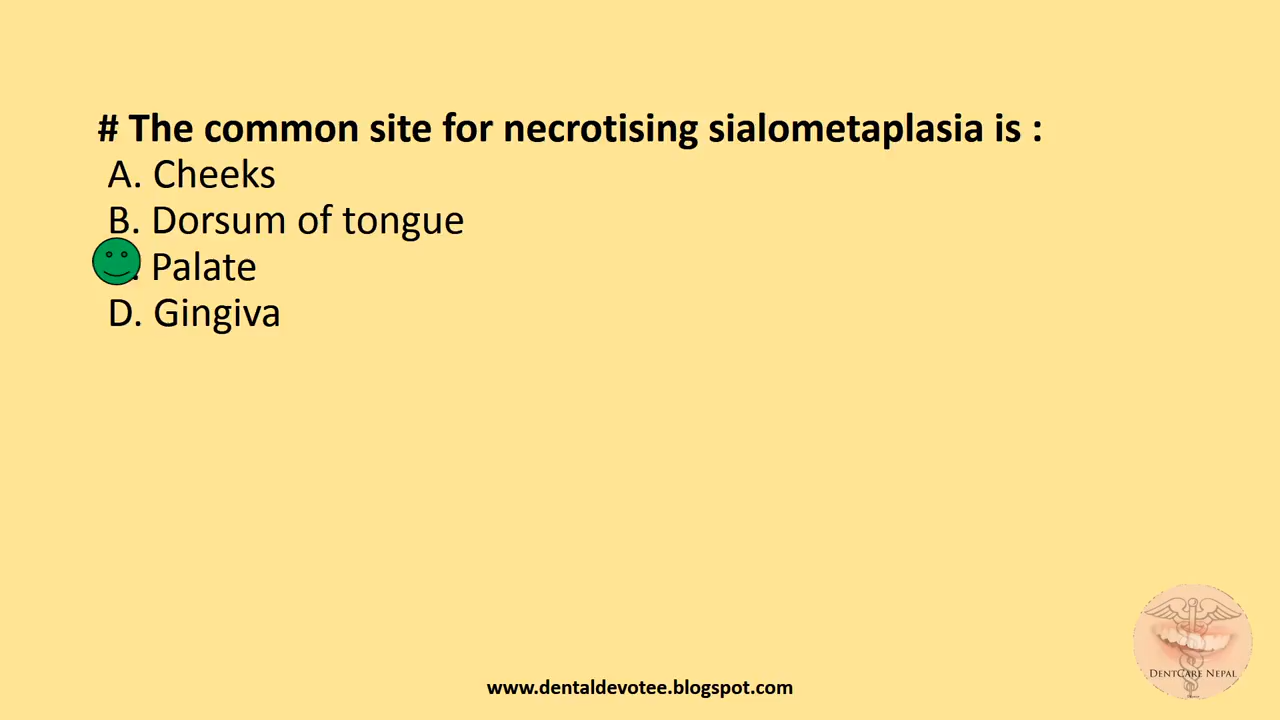 # The common site for necrotising sialometaplasia is :
A. Cheeks
B. Dorsum of tongue
. Palate
D. Gingiva
DENTCARE NEPAL
www.dentaldevotee.blogspot.com